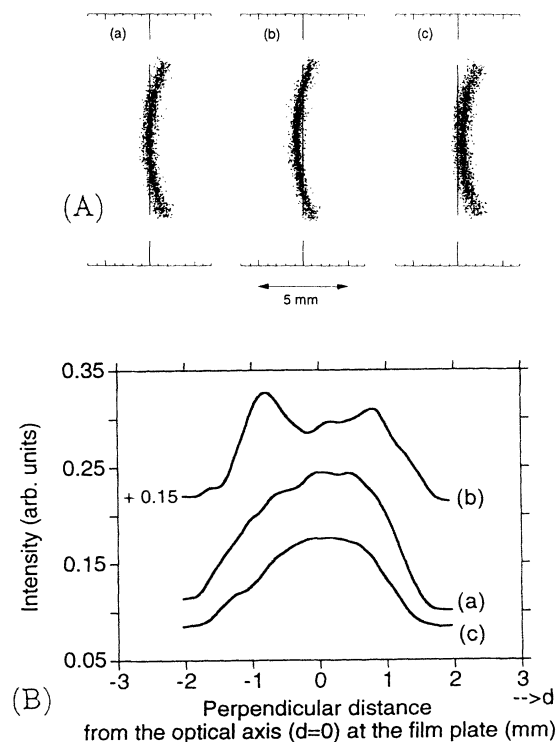 (a) (b) (c)
(A)
5 mm
0.35
0.25
0.15
0.05
Intensity (arb. units)
+ 0.15
(b)
(a)
(c)
-3 -2 -1 0 1 2 3
(B)
-->d
Perpendicular distance
from the optical axis (d=0) at the film plate (mm)